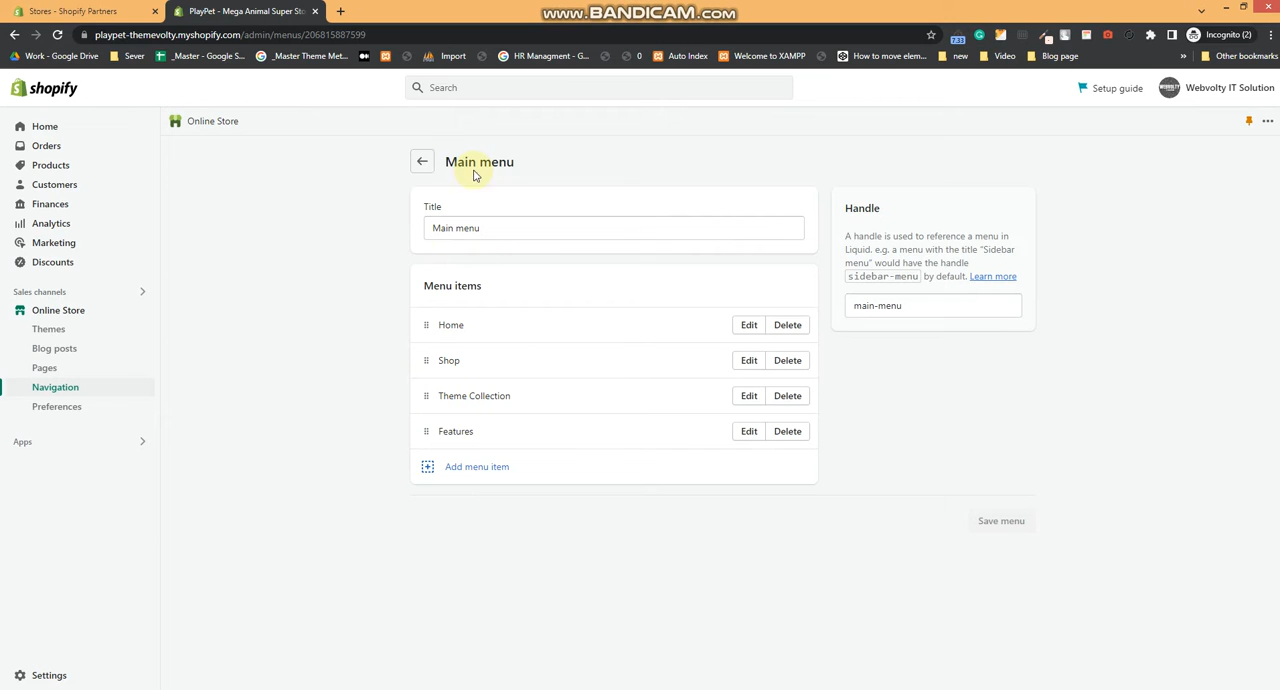 www.BANDICAM.com
Stores - Shopify Partners
PlayPet - Mega Animal Super Sto
playpet-themevolty.myshopify.com/admin/menus/206815887599
7:33
Incognito (2)
Work - Google Drive
Sever
_Master - Google S...
_Master Theme Met...
Import
HR Managment - G...
0
Auto Index
Welcome to XAMPP
How to move elem...
new
Video
Blog page
»
Other bookmarks
shopify
Search
Setup guide
WEBVOLTY
Webvolty IT Solution
Home
Orders
Products
Customers
Finances
Analytics
Marketing
Discounts
Sales channels
Online Store
Themes
Blog posts
Pages
Navigation
Preferences
Apps
Settings
Online Store
Main menu
Title
Main menu
Menu items
Home
Edit
Delete
Shop
Edit
Delete
Theme Collection
Edit
Delete
Features
Edit
Delete
Add menu item
Handle
A handle is used to reference a menu in
Liquid. e.g. a menu with the title “Sidebar
menu” would have the handle
sidebar-menu by default. Learn more
main-menu
Save menu